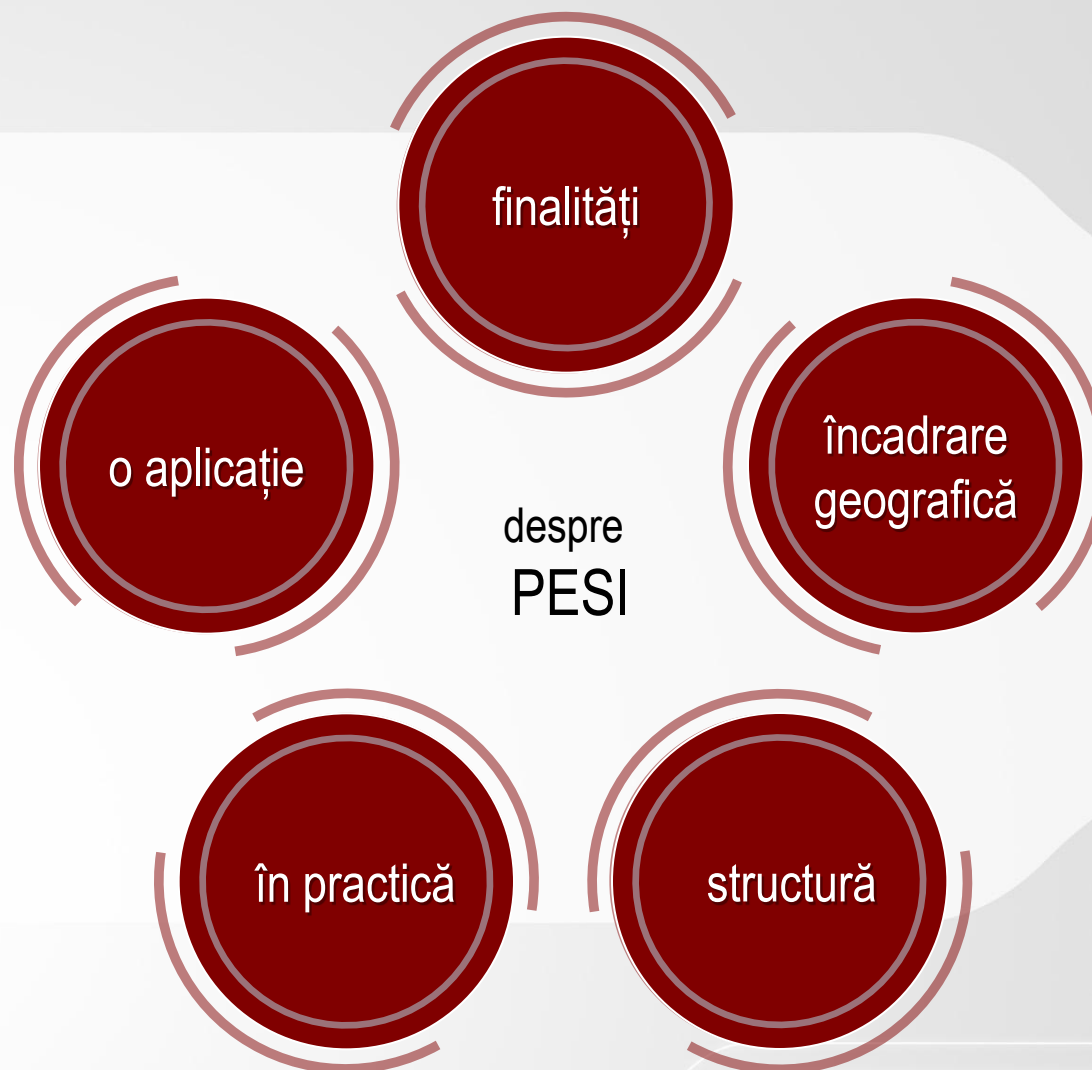 finalități
încadrare
geografică
o aplicație
despre
PESI
în practică
structură